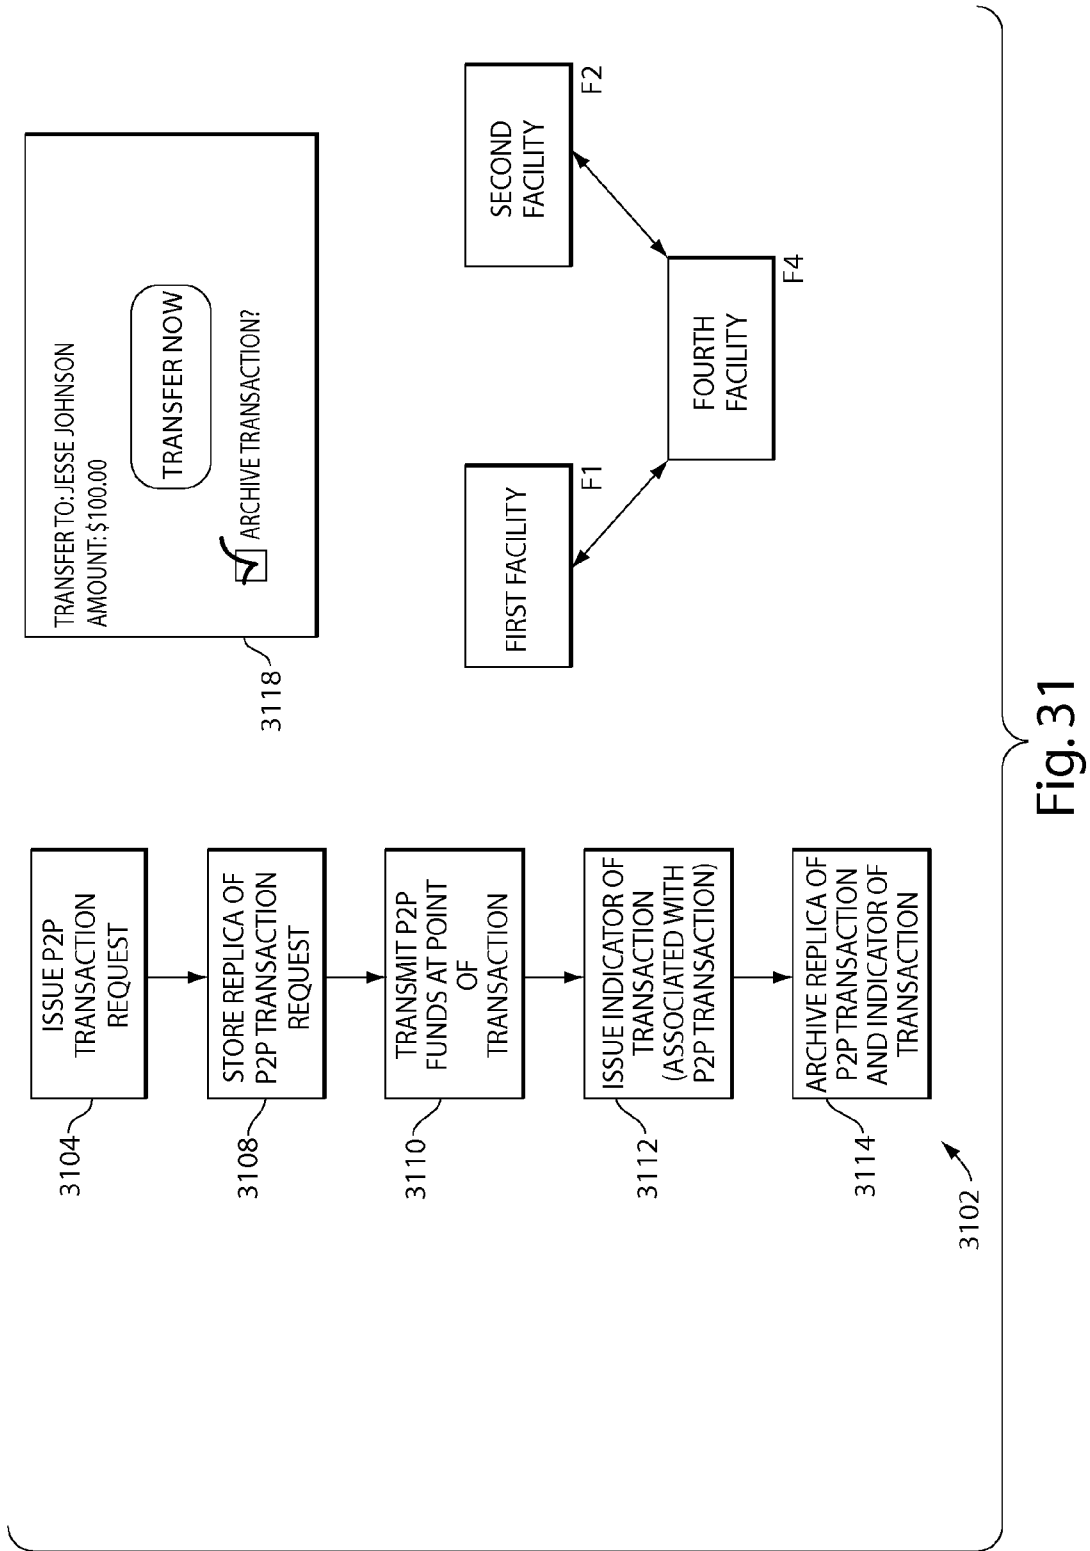 ISSUE P2P
TRANSACTION
REQUEST
3104
STORE REPLICA OF
P2P TRANSACTION
REQUEST
3108
TRANSMIT P2P
FUNDS AT POINT
OF
TRANSACTION
3110
ISSUE INDICATOR OF
TRANSACTION
(ASSOCIATED WITH
P2P TRANSACTION)
3112
ARCHIVE REPLICA OF
P2P TRANSACTION
AND INDICATOR OF
TRANSACTION
3114
3102
TRANSFER TO: JESSE JOHNSON
AMOUNT: $100.00
TRANSFER NOW
ARCHIVE TRANSACTION?
3118
FIRST FACILITY
F1
SECOND
FACILITY
F2
FOURTH
FACILITY
F4
Fig. 31